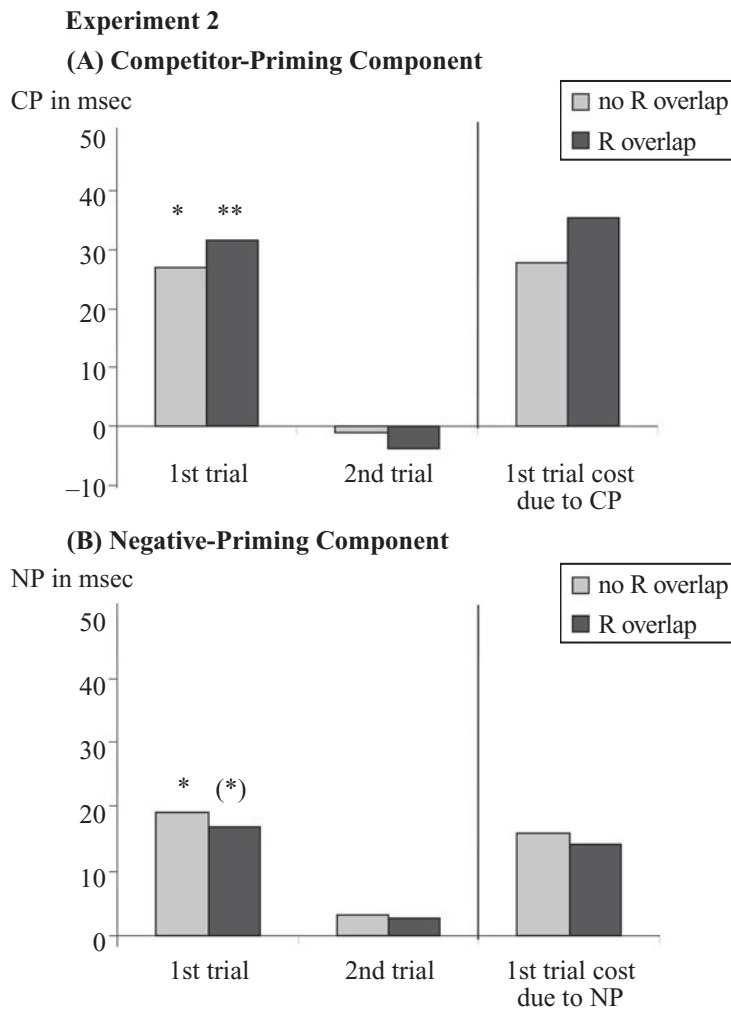 Experiment 2
(A) Competitor-Priming Component
CP in msec
no R overlap
R overlap
50
40
30
20
10
0
–10
* **
1st trial
2nd trial
1st trial cost
due to CP
(B) Negative-Priming Component
NP in msec
no R overlap
R overlap
50
40
30
20
10
0
* (*)
1st trial
2nd trial
1st trial cost
due to NP